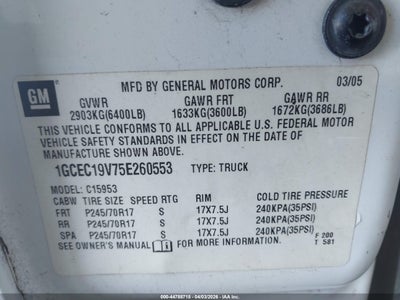 GM
MFD BY GENERAL MOTORS CORP.
03/05
GVWR GAWR FRT GAWR RR
2903KG(6400LB) 1633KG(3600LB) 1672KG(3686LB)
THIS VEHICLE CONFORMS TO ALL APPLICABLE U.S. FEDERAL MOTOR
VEHICLE SAFETY STANDARDS IN EFFECT ON THE DATE OF
MANUFACTURE SHOWN ABOVE.
1GCEC19V75E260553 TYPE: TRUCK
C15953
TIRE SIZE SPEED RTG RIM COLD TIRE PRESSURE
FRT P245/70R17 S 17X7.5J 240KPA(35PSI)
RR P245/70R17 S 17X7.5J 240KPA(35PSI)
SPA P245/70R17 S 17X7.5J 240KPA(35PSI)
SEE OWNER'S MANUAL FOR MORE INFORMATION.
F 200
T 581
000-44788715 - 04/03/2026 -